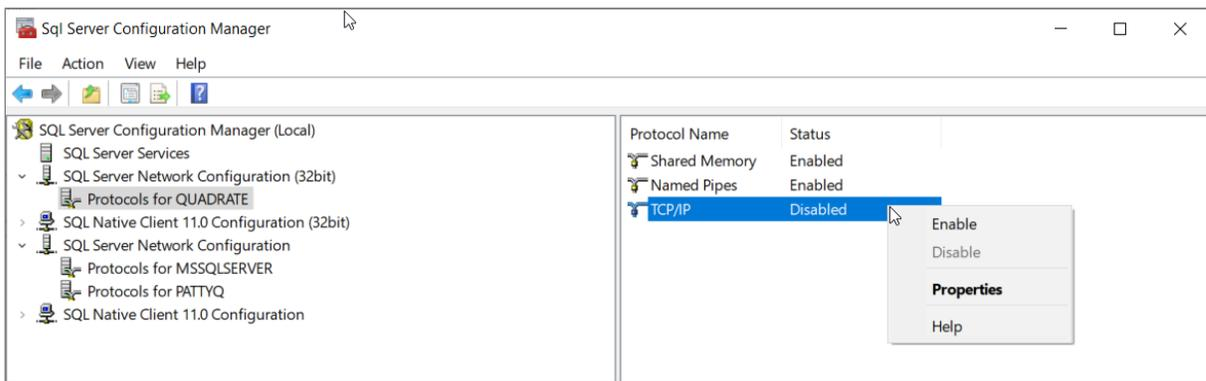 Sql Server Configuration Manager
File Action View Help
SQL Server Configuration Manager (Local)
SQL Server Services
SQL Server Network Configuration (32bit)
Protocols for QUADRATE
SQL Native Client 11.0 Configuration (32bit)
SQL Server Network Configuration
Protocols for MSSQLSERVER
Protocols for PATTYQ
SQL Native Client 11.0 Configuration
Protocol Name Status
Shared Memory Enabled
Named Pipes Enabled
TCP/IP Disabled
Enable
Disable
Properties
Help